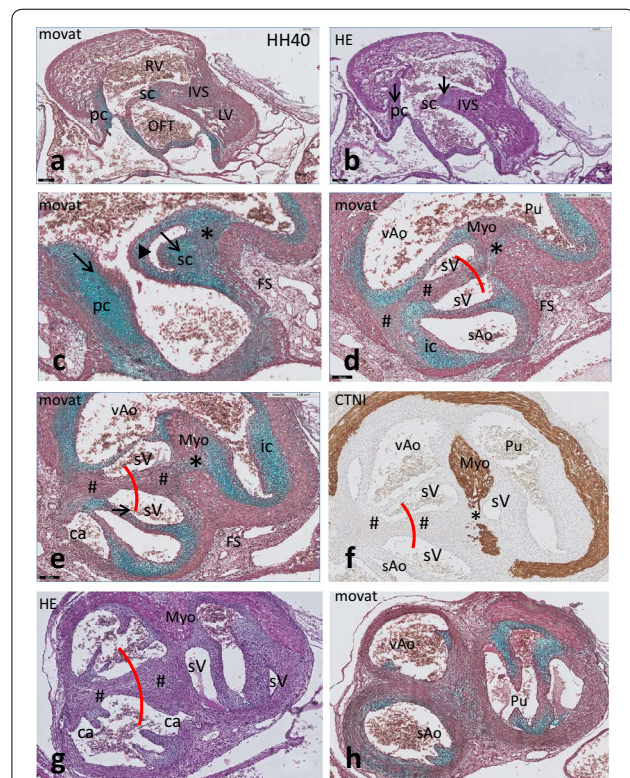 movat HH40
RV
sc IVS
pc LV
OFT
a
HE
sc IVS
pc
b
movat
*
sc
pc FS
c
movat
Pu
vAo Myo
sV *
# sV FS
#
ic sAo
d
movat
vAo
Myo ic
sV *
# #
sV
ca FS
e
CTNI
vAo Pu
Myo
sV sV
# # *
sAo sV
f
HE
Myo
#
# sV sV
ca ca
g
movat
vAo
Pu
sAo
h